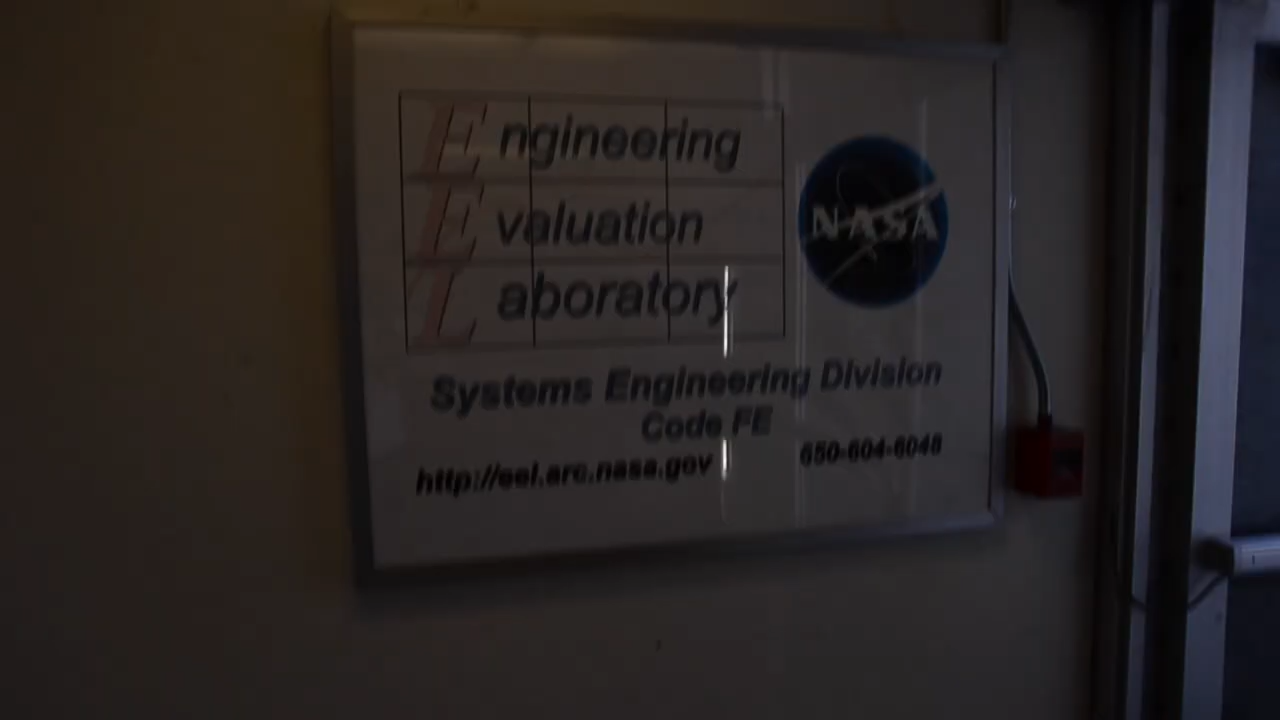 Engineering
Evaluation
Laboratory
NASA
Systems Engineering Division
Code FE
http://eel.arc.nasa.gov
650-604-6048